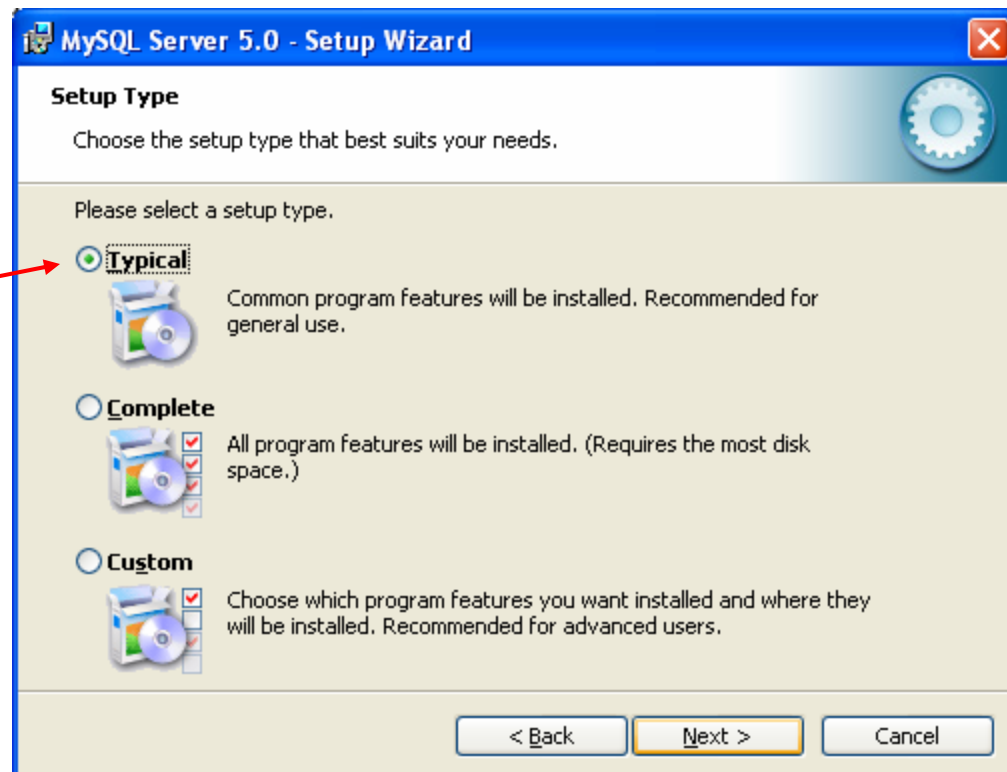 MySQL Server 5.0 - Setup Wizard
Setup Type
Choose the setup type that best suits your needs.
Please select a setup type.
Typical
Common program features will be installed. Recommended for
general use.
Complete
All program features will be installed. (Requires the most disk
space.)
Custom
Choose which program features you want installed and where they
will be installed. Recommended for advanced users.
< Back
Next >
Cancel